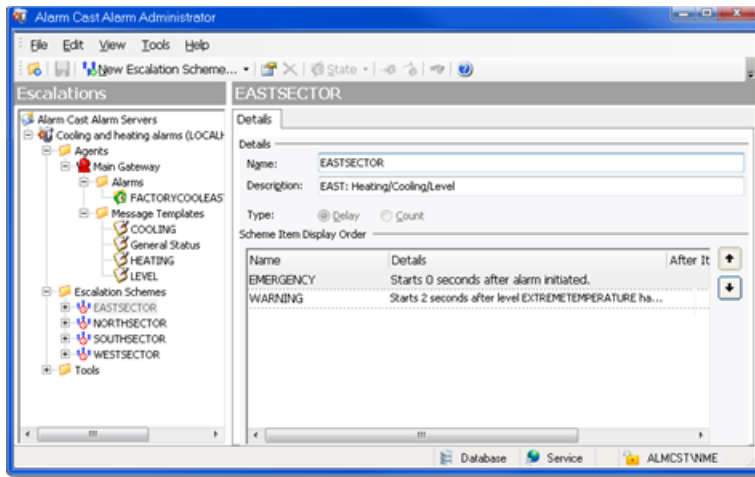 Alarm Cast Alarm Administrator
File Edit View Tools Help
New Escalation Scheme... State
Escalations
EASTSECTOR
Alarm Cast Alarm Servers
Cooling and heating alarms (LOCALH
Agents
Main Gateway
Alarms
FACTORYCOOLEAS
Message Templates
COOLING
General Status
HEATING
LEVEL
Escalation Schemes
EASTSECTOR
NORTHSECTOR
SOUTHSECTOR
WESTSECTOR
Tools
Details
Details
Name: EASTSECTOR
Description: EAST: Heating/Cooling/Level
Type: Delay Count
Scheme Item Display Order
Name Details After It
EMERGENCY Starts 0 seconds after alarm initiated.
WARNING Starts 2 seconds after level EXTREMETEMPERATURE ha...
Database Service ALMCST\NME